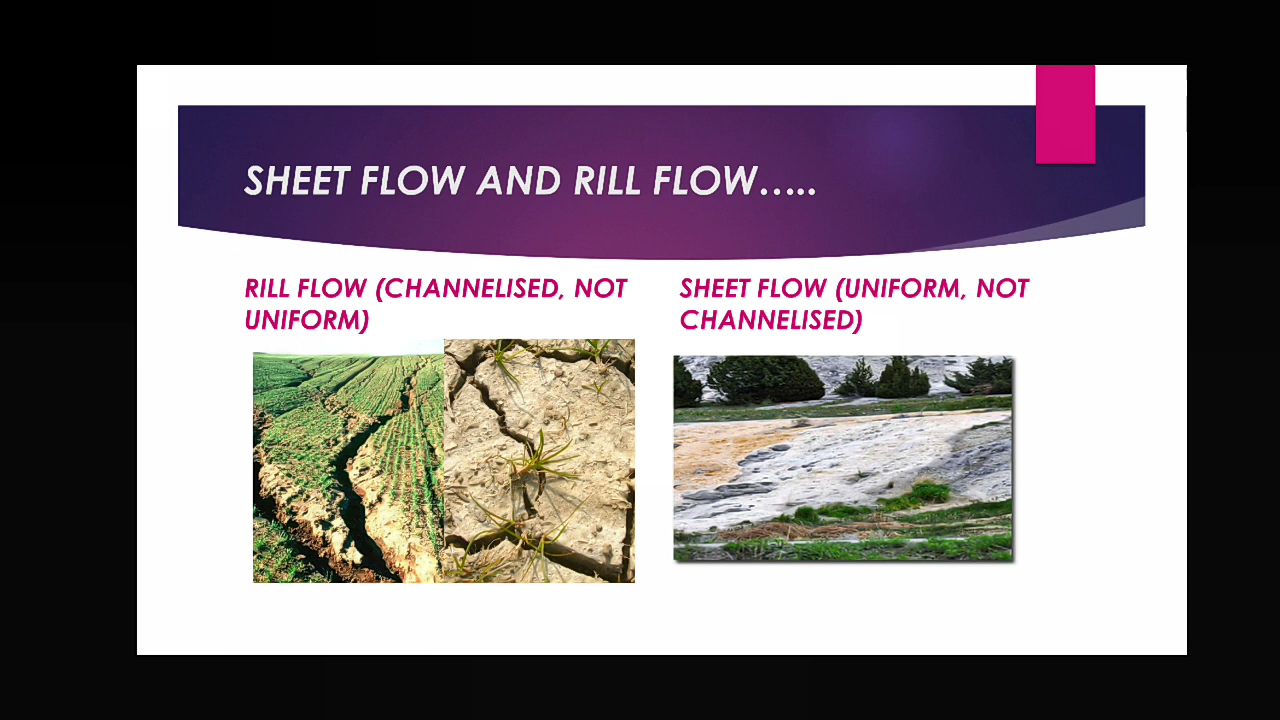 SHEET FLOW AND RILL FLOW.....
RILL FLOW (CHANNELISED, NOT
UNIFORM)
SHEET FLOW (UNIFORM, NOT
CHANNELISED)